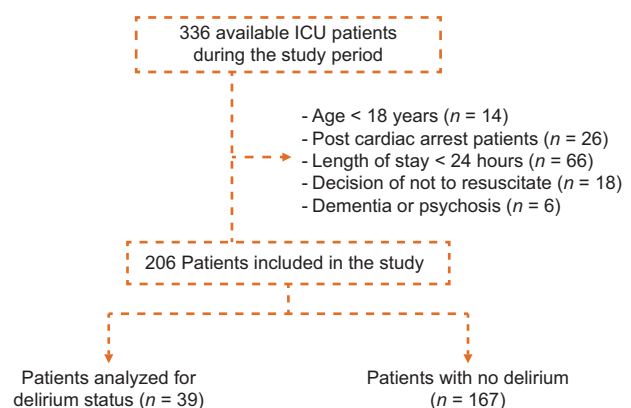 336 available ICU patients
during the study period
- Age < 18 years (n = 14)
- Post cardiac arrest patients (n = 26)
- Length of stay < 24 hours (n = 66)
- Decision of not to resuscitate (n = 18)
- Dementia or psychosis (n = 6)
206 Patients included in the study
Patients analyzed for
delirium status (n = 39)
Patients with no delirium
(n = 167)